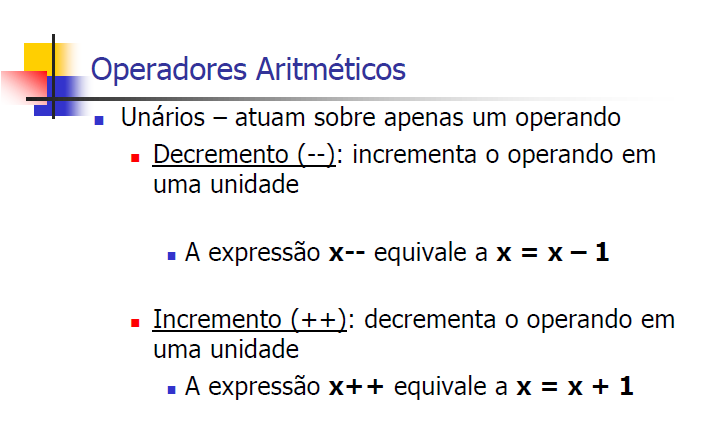 Operadores Aritméticos
Unários – atuam sobre apenas um operando
Decremento (--): incrementa o operando em
uma unidade
A expressão x-- equivale a x = x – 1
Incremento (++): decrementa o operando em
uma unidade
A expressão x++ equivale a x = x + 1